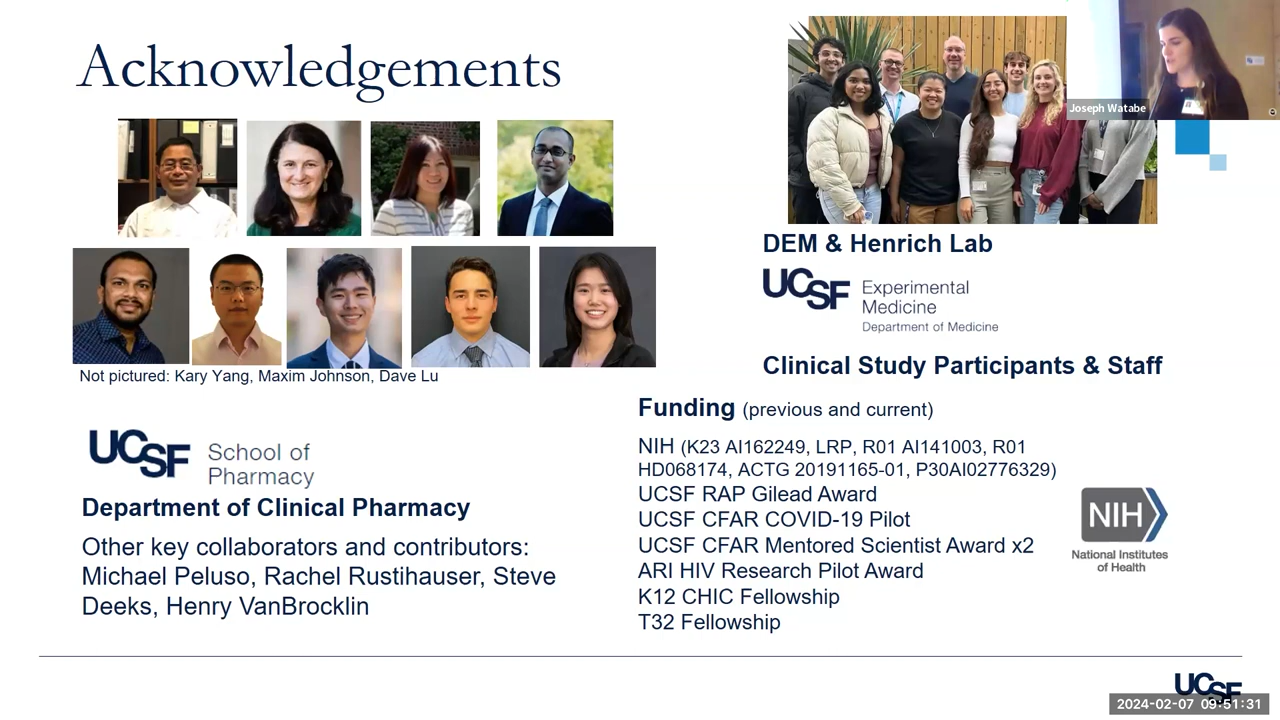 Acknowledgements
Joseph Watabe
Not pictured: Kary Yang, Maxim Johnson, Dave Lu
UCSF School of
Pharmacy
Department of Clinical Pharmacy
Other key collaborators and contributors:
Michael Peluso, Rachel Rustihauser, Steve
Deeks, Henry VanBrocklin
DEM & Henrich Lab
UCSF Experimental
Medicine
Department of Medicine
Clinical Study Participants & Staff
Funding (previous and current)
NIH (K23 AI162249, LRP, R01 AI141003, R01
HD068174, ACTG 20191165-01, P30AI02776329)
UCSF RAP Gilead Award
UCSF CFAR COVID-19 Pilot
UCSF CFAR Mentored Scientist Award x2
ARI HIV Research Pilot Award
K12 CHIC Fellowship
T32 Fellowship
NIH
National Institutes
of Health
UCSF
2024-02-07 09:51:31